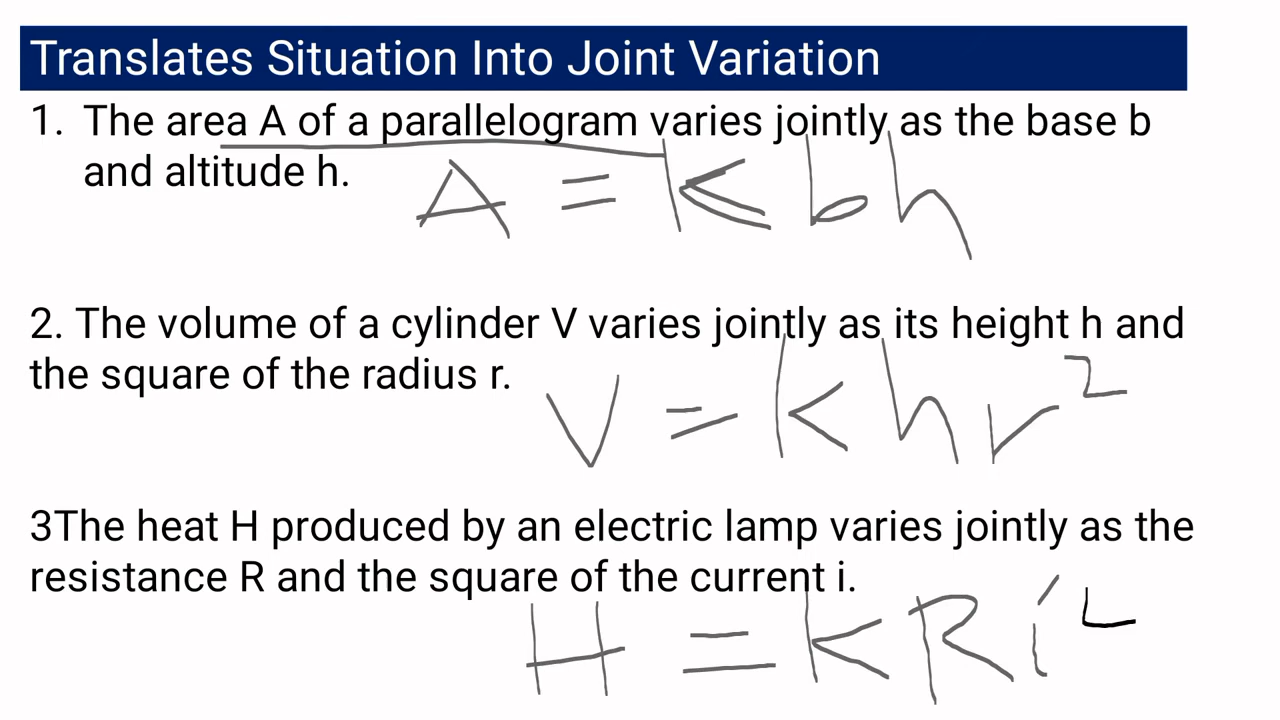 Translates Situation Into Joint Variation
1. The area A of a parallelogram varies jointly as the base b
and altitude h.
A = kbh
2. The volume of a cylinder V varies jointly as its height h and
the square of the radius r.
V = khr²
3The heat H produced by an electric lamp varies jointly as the
resistance R and the square of the current i.
H = kRi